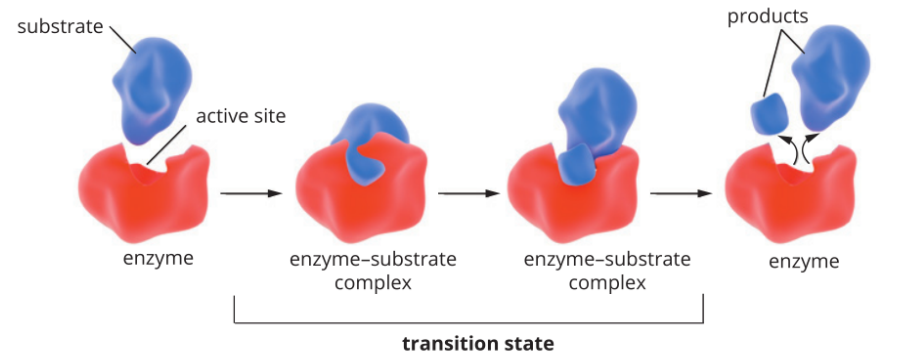 substrate
active site
products
enzyme
enzyme–substrate
complex
enzyme–substrate
complex
enzyme
transition state